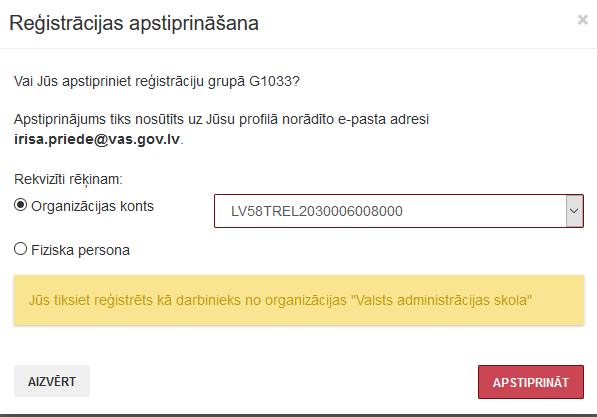 Reģistrācijas apstiprināšana
×
Vai Jūs apstipriniet reģistrāciju grupā G1033?
Apstiprinājums tiks nosūtīts uz Jūsu profilā norādīto e-pasta adresi
irisa.priede@vas.gov.lv.
Rekvizīti rēķinam:
Organizācijas konts
LV58TREL2030006008000
Fiziska persona
Jūs tiksiet reģistrēts kā darbinieks no organizācijas "Valsts administrācijas skola"
AIZVĒRT
APSTIPRINĀT